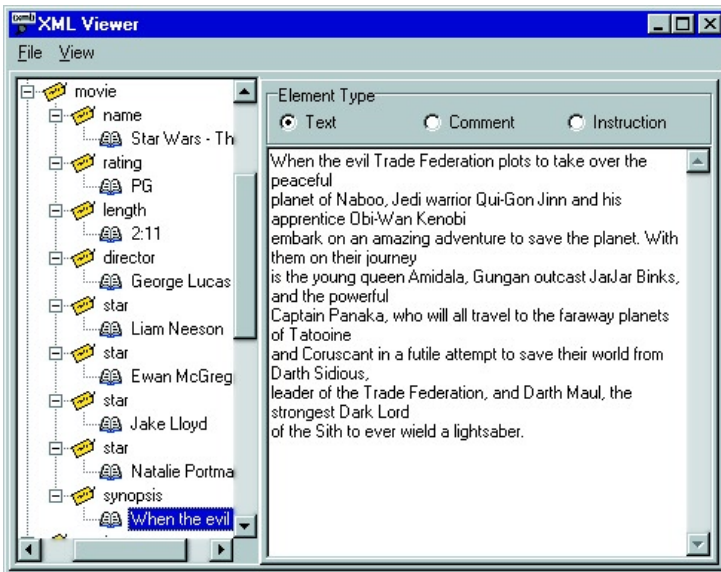 XML Viewer
File View
movie
name
Star Wars - Th
rating
PG
length
2:11
director
George Lucas
star
Liam Neeson
star
Ewan McGreg
star
Jake Lloyd
star
Natalie Portma
synopsis
When the evil
Element Type
Text Comment Instruction
When the evil Trade Federation plots to take over the
peaceful
planet of Naboo, Jedi warrior Qui-Gon Jinn and his
apprentice Obi-Wan Kenobi
embark on an amazing adventure to save the planet. With
them on their journey
is the young queen Amidala, Gungan outcast JarJar Binks,
and the powerful
Captain Panaka, who will all travel to the faraway planets
of Tatooine
and Coruscant in a futile attempt to save their world from
Darth Sidious,
leader of the Trade Federation, and Darth Maul, the
strongest Dark Lord
of the Sith to ever wield a lightsaber.